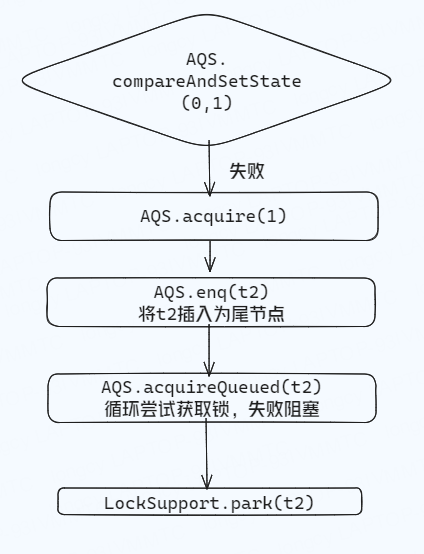 AQS.
compareAndSetState
(0,1)
失败
AQS.acquire(1)
AQS.enq(t2)
将t2插入为尾节点
AQS.acquireQueued(t2)
循环尝试获取锁，失败阻塞
LockSupport.park(t2)